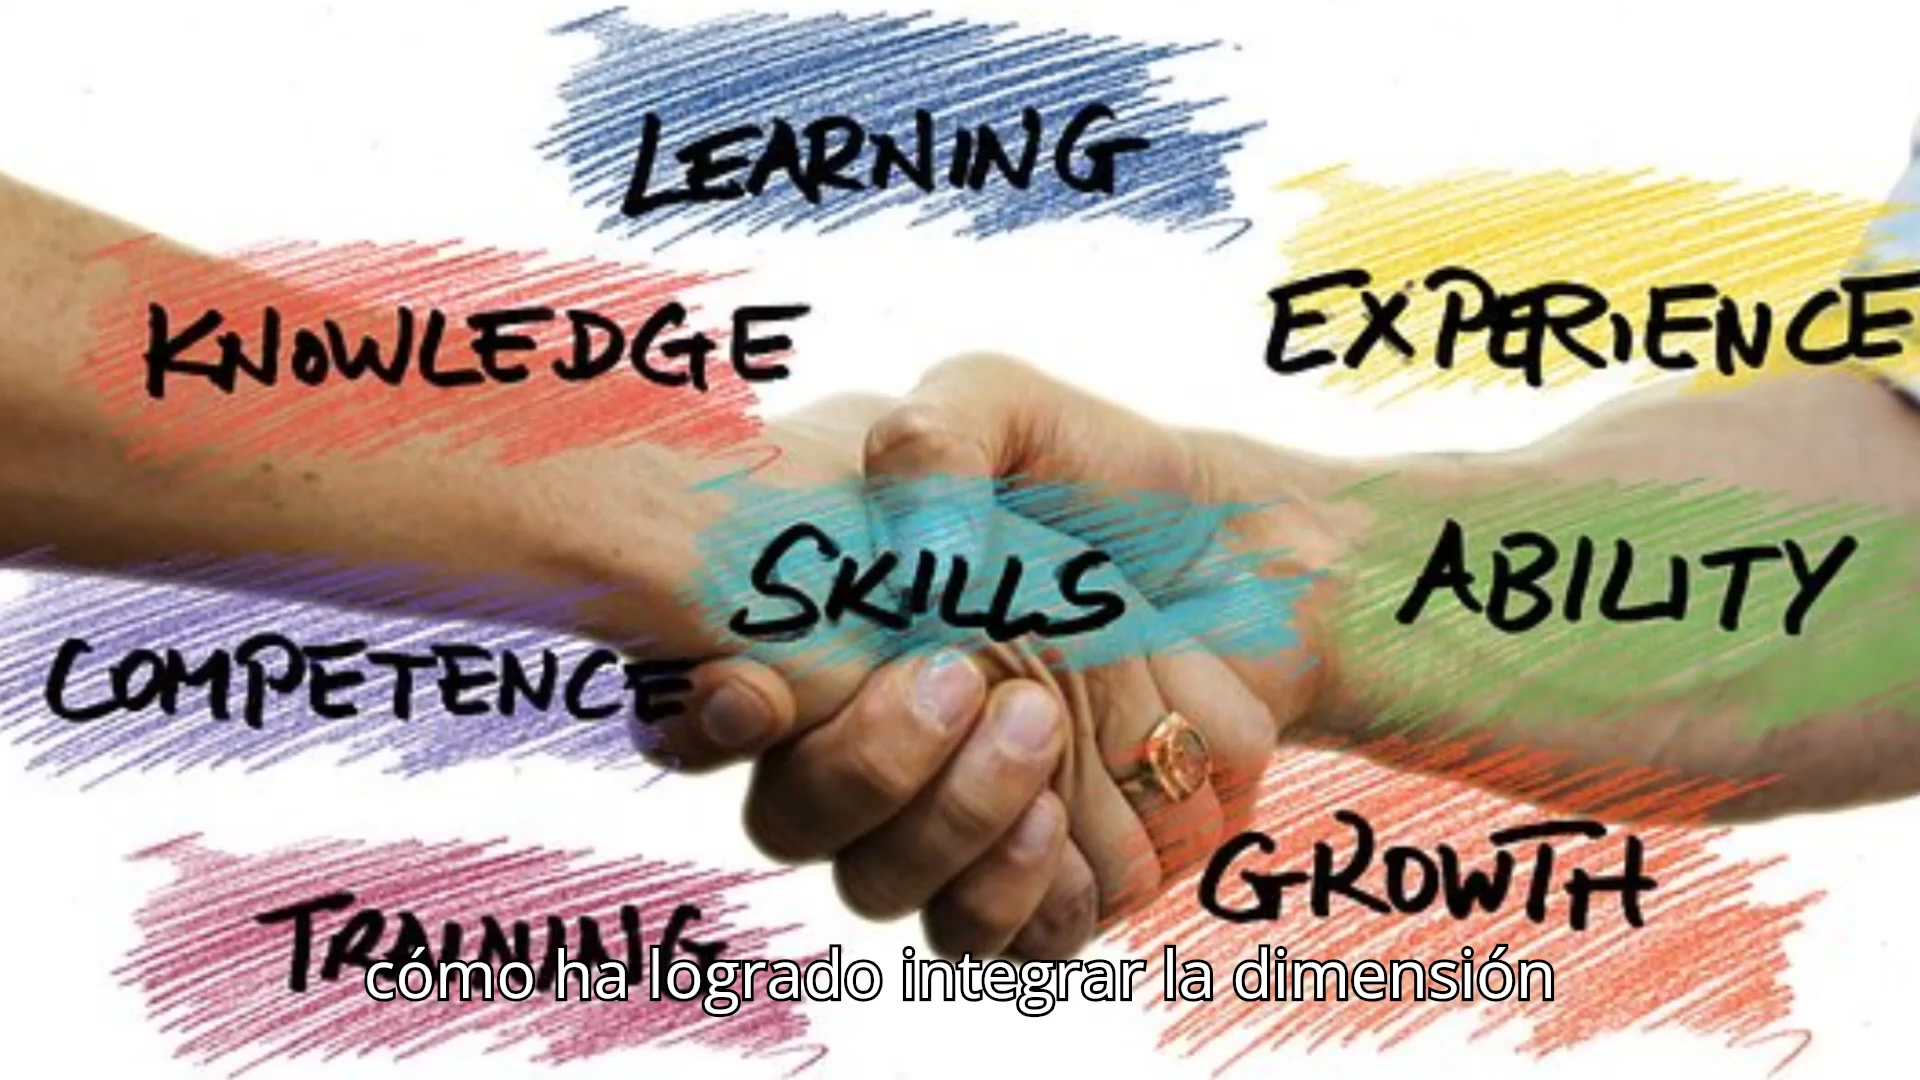 LEARNING
KNOWLEDGE
EXPERIENCE
SKILLS
ABILITY
COMPETENCE
GROWTH
TRAINING
cómo ha logrado integrar la dimensión